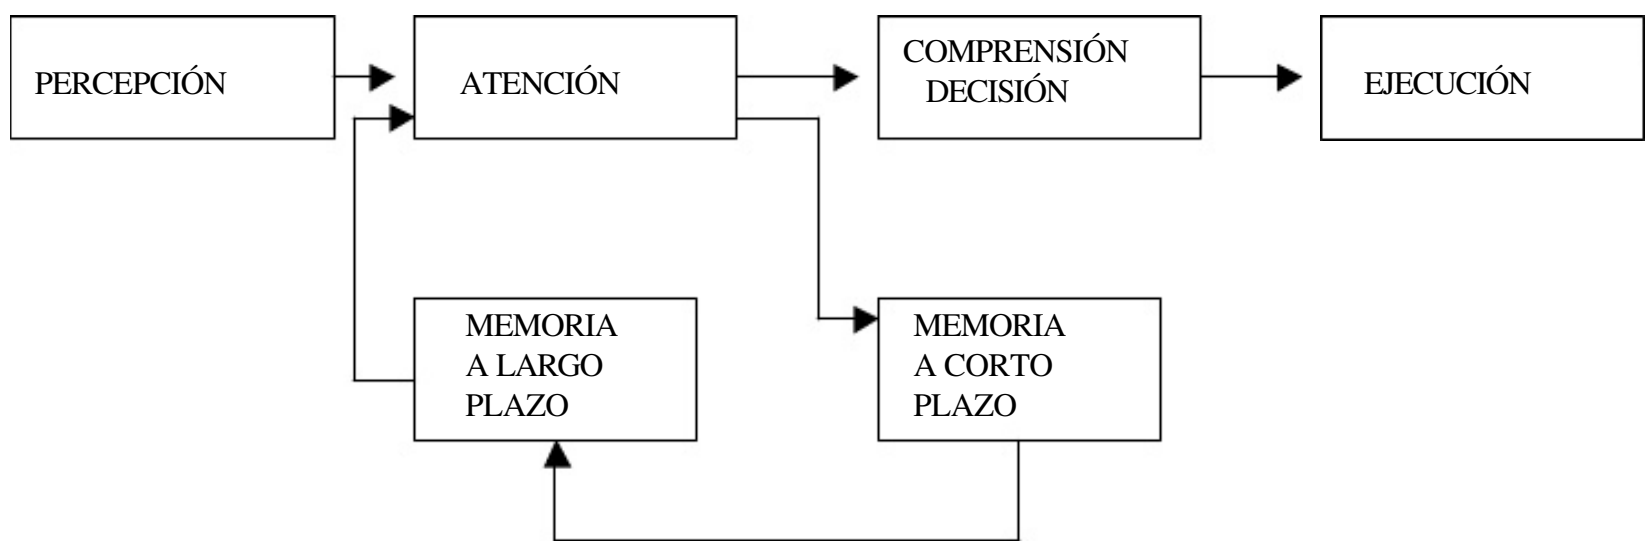 PERCEPCIÓN
ATENCIÓN
COMPRENSIÓN
DECISIÓN
EJECUCIÓN
MEMORIA
A LARGO
PLAZO
MEMORIA
A CORTO
PLAZO